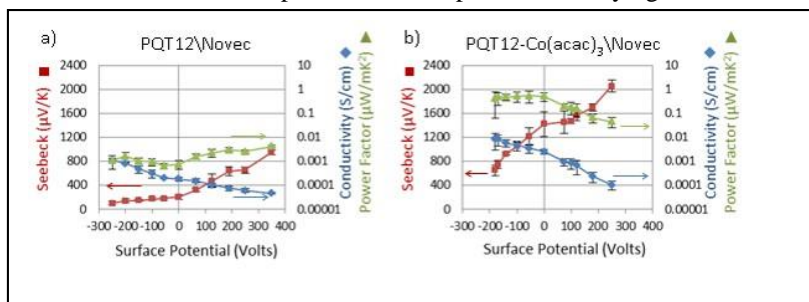 a)
PQT12\Novec
Seebeck (µV/K)
2400
2000
1600
1200
800
400
0
10
1
0.1
0.01
0.001
0.0001
0.00001
Conductivity (S/cm)
Power Factor (µW/mK²)
-300 -200 -100 0 100 200 300 400
Surface Potential (Volts)
b)
PQT12-Co(acac)₃\Novec
Seebeck (µV/K)
2400
2000
1600
1200
800
400
0
10
1
0.1
0.01
0.001
0.0001
0.00001
Conductivity (S/cm)
Power Factor (µW/mK²)
-300 -200 -100 0 100 200 300
Surface Potential (Volts)